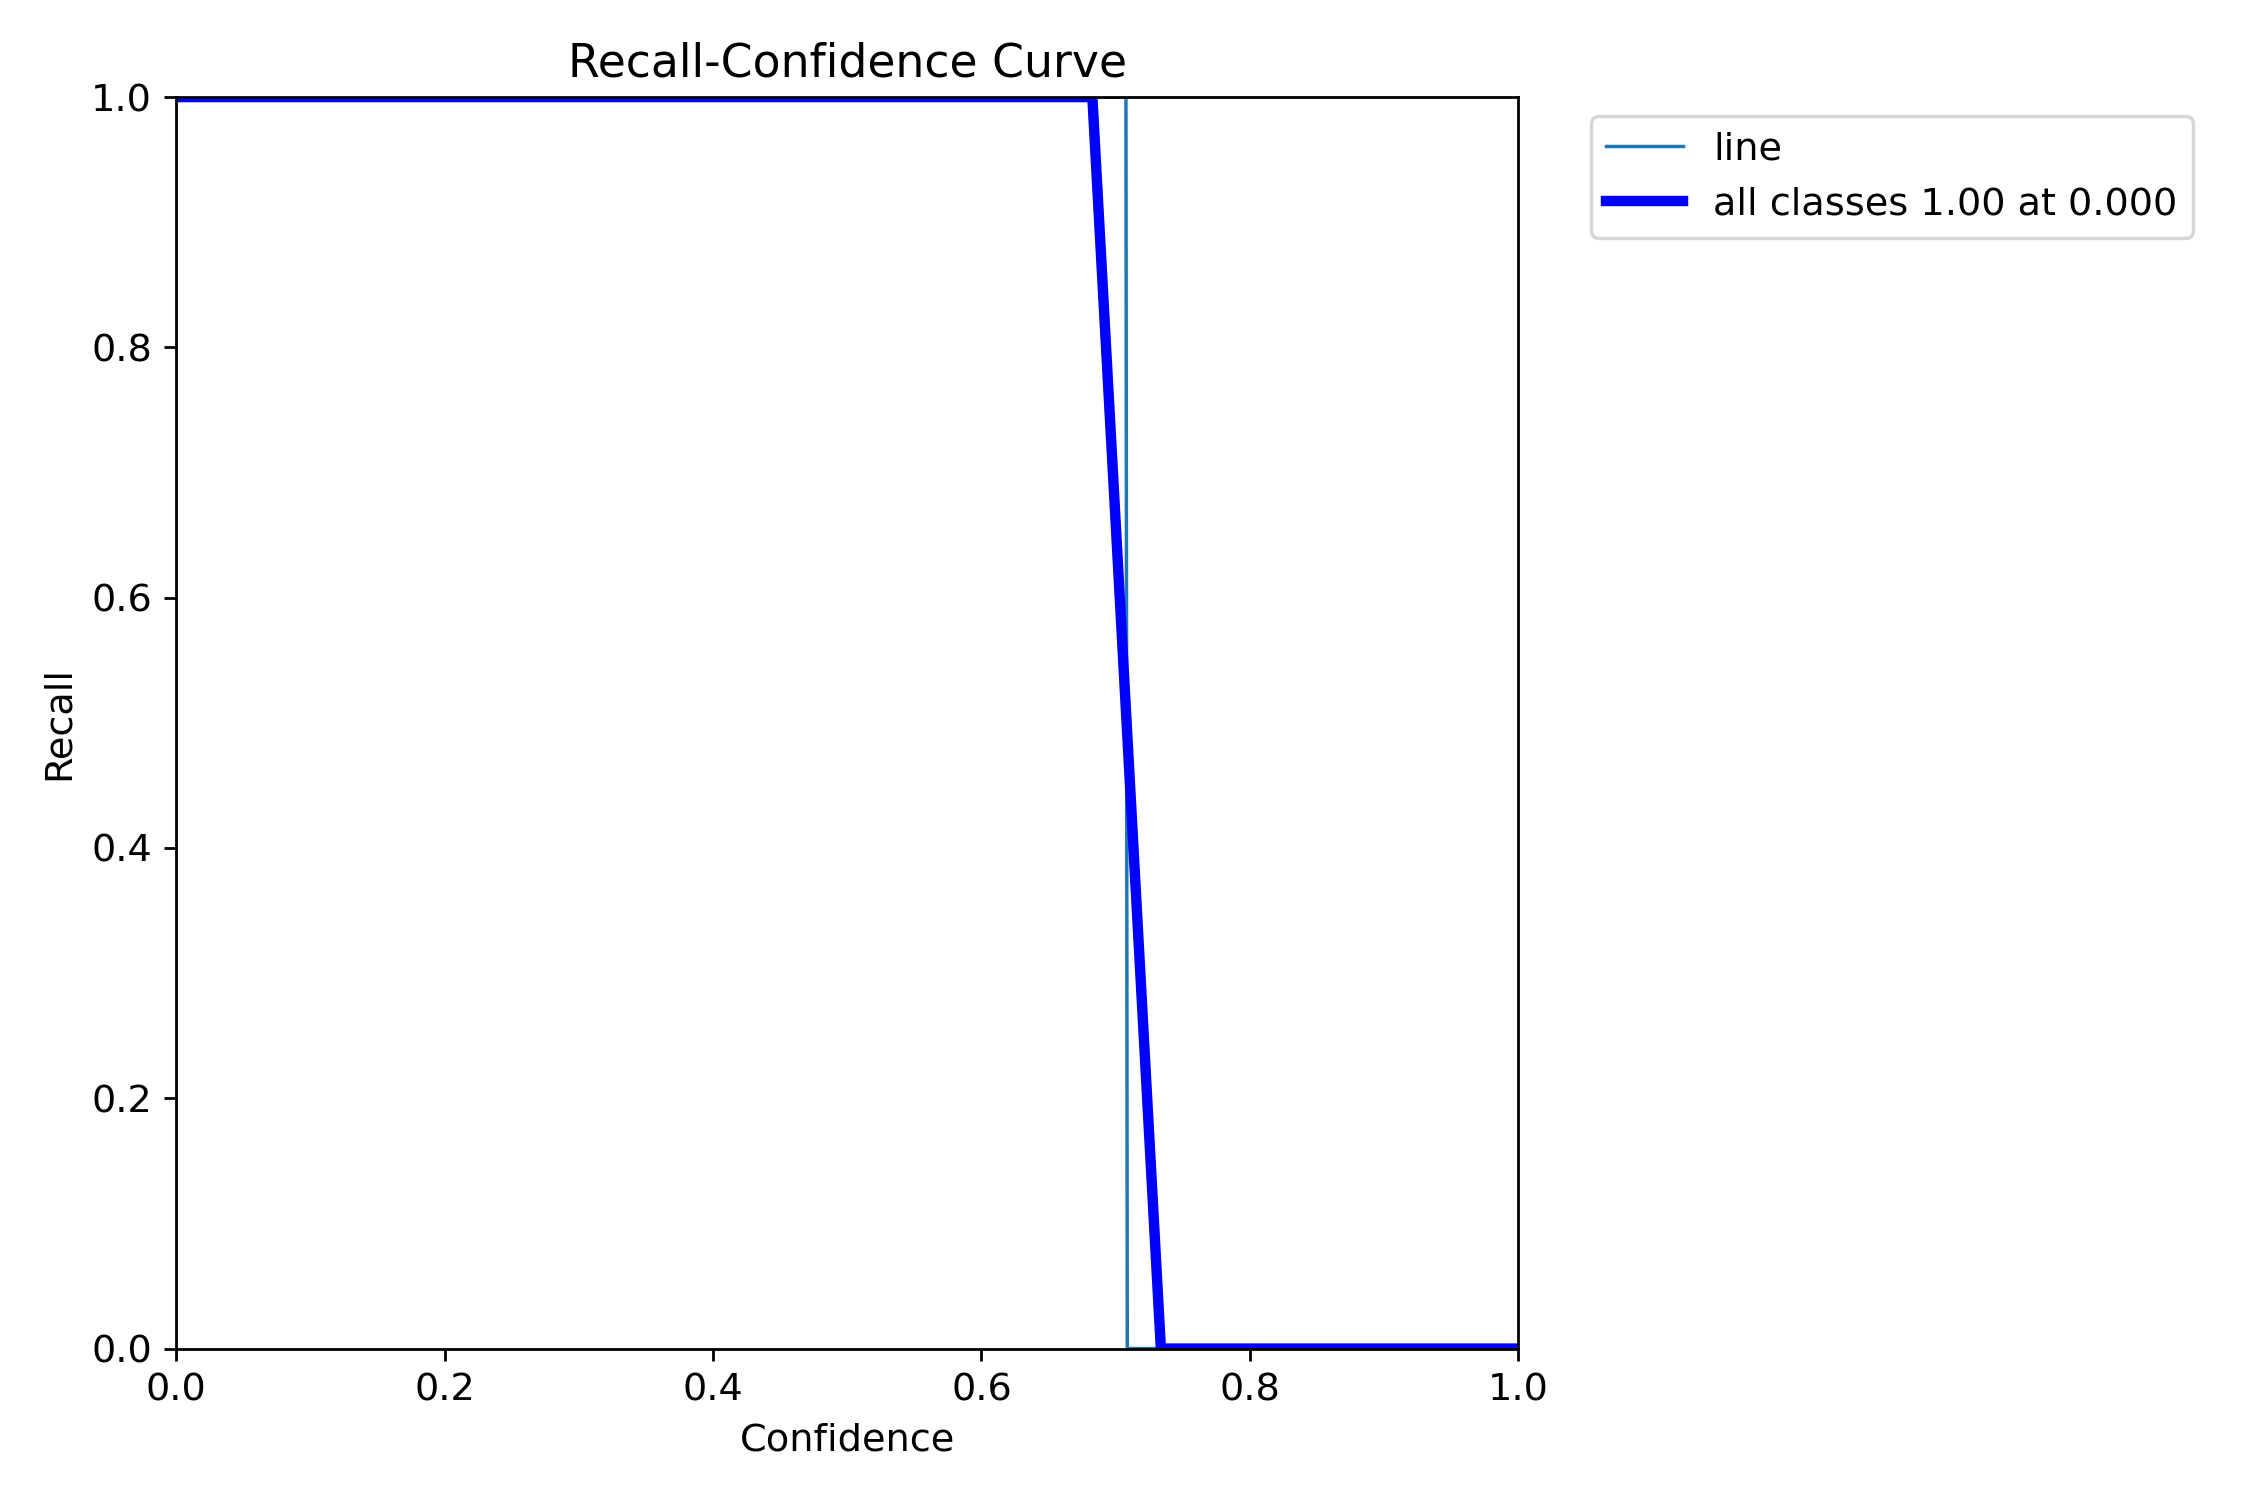 Recall-Confidence Curve
line
all classes 1.00 at 0.000
1.0
0.8
0.6
0.4
0.2
0.0
Recall
0.0 0.2 0.4 0.6 0.8 1.0
Confidence